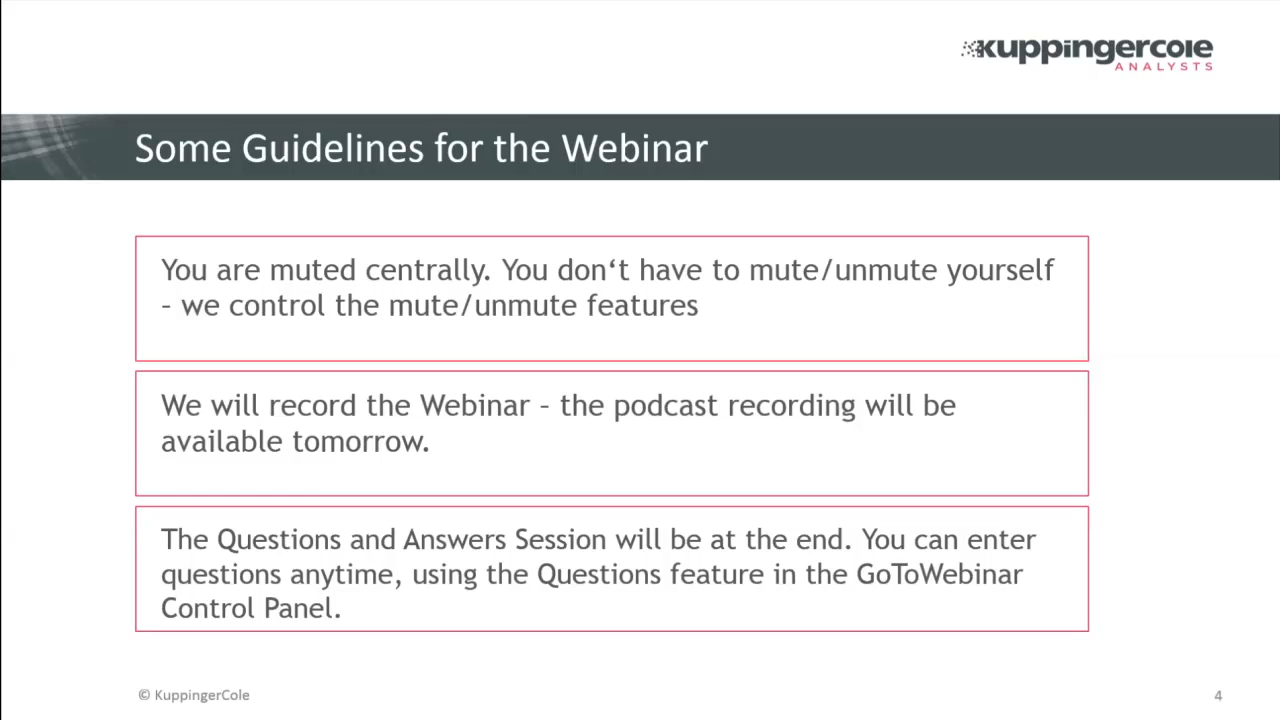 kuppingercole
ANALYSTS
Some Guidelines for the Webinar
You are muted centrally. You don‘t have to mute/unmute yourself
– we control the mute/unmute features
We will record the Webinar – the podcast recording will be
available tomorrow.
The Questions and Answers Session will be at the end. You can enter
questions anytime, using the Questions feature in the GoToWebinar
Control Panel.
© KuppingerCole
4